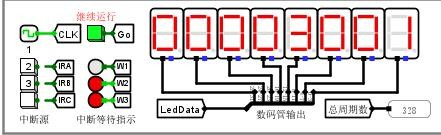 继续运行
CLK
Go
1
00003001
2 IRA W1
3 IRB W2
IRC W3
中断源
中断等待指示
LedData
数码管输出
总周期数
328